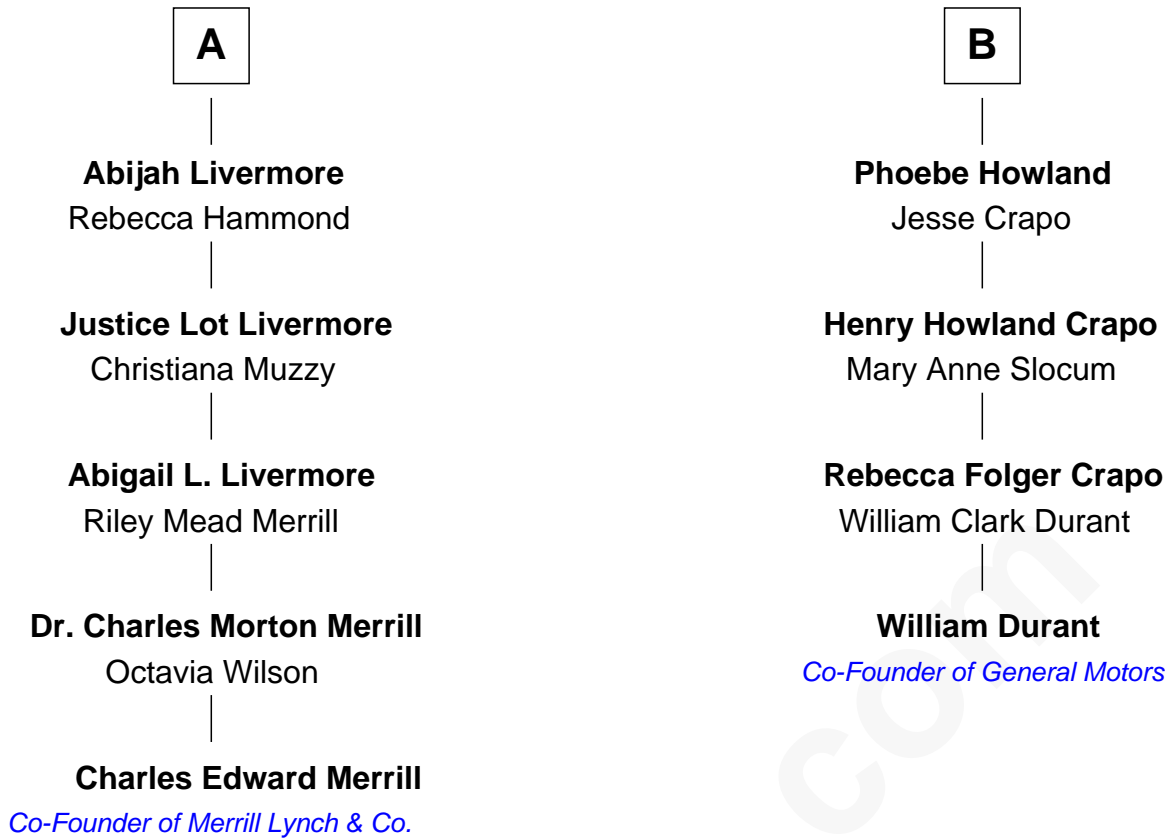 A
Abijah Livermore
Rebecca Hammond
Justice Lot Livermore
Christiana Muzzy
Abigail L. Livermore
Riley Mead Merrill
Dr. Charles Morton Merrill
Octavia Wilson
Charles Edward Merrill
Co-Founder of Merrill Lynch & Co.
B
Phoebe Howland
Jesse Crapo
Henry Howland Crapo
Mary Anne Slocum
Rebecca Folger Crapo
William Clark Durant
William Durant
Co-Founder of General Motors
com